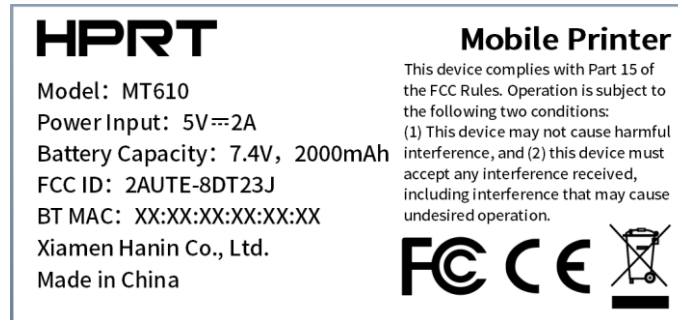 HPRT
Model：MT610
Power Input：5V⎓2A
Battery Capacity：7.4V，2000mAh
FCC ID：2AUTE-8DT23J
BT MAC：XX:XX:XX:XX:XX:XX
Xiamen Hanin Co., Ltd.
Made in China
Mobile Printer
This device complies with Part 15 of
the FCC Rules. Operation is subject to
the following two conditions:
(1) This device may not cause harmful
interference, and (2) this device must
accept any interference received,
including interference that may cause
undesired operation.
FC CE